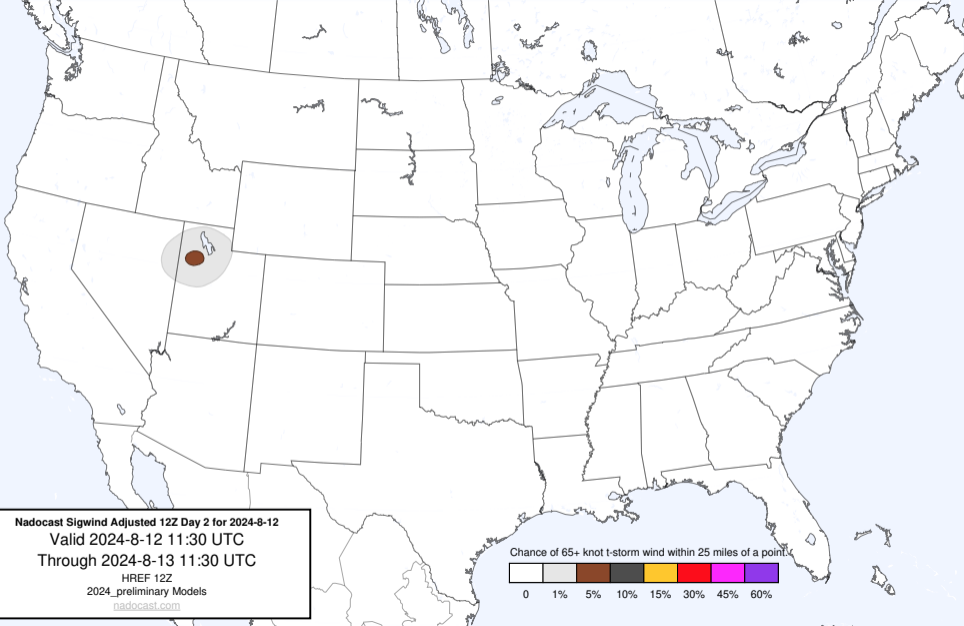 Nadocast Sigwind Adjusted 12Z Day 2 for 2024-8-12
Valid 2024-8-12 11:30 UTC
Through 2024-8-13 11:30 UTC
HREF 12Z
2024_preliminary Models
nadocast.com
Chance of 65+ knot t-storm wind within 25 miles of a point.
0 1% 5% 10% 15% 30% 45% 60%